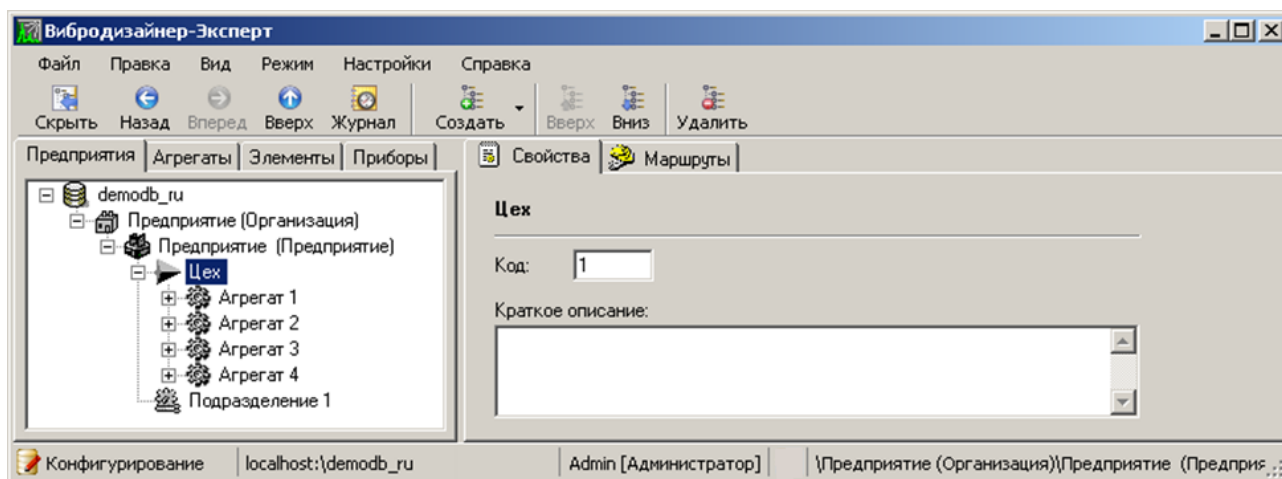 Вибродизайнер-Эксперт
Файл Правка Вид Режим Настройки Справка
Скрыть Назад Вперед Вверх Журнал Создать Вверх Вниз Удалить
Предприятия Агрегаты Элементы Приборы Свойства Маршруты
demodb_ru
Предприятие (Организация)
Предприятие (Предприятие)
Цех
Агрегат 1
Агрегат 2
Агрегат 3
Агрегат 4
Подразделение 1
Цех
Код: 1
Краткое описание:
Конфигурирование localhost:\demodb_ru Admin [Администратор] \Предприятие (Организация)\Предприятие (Предприя